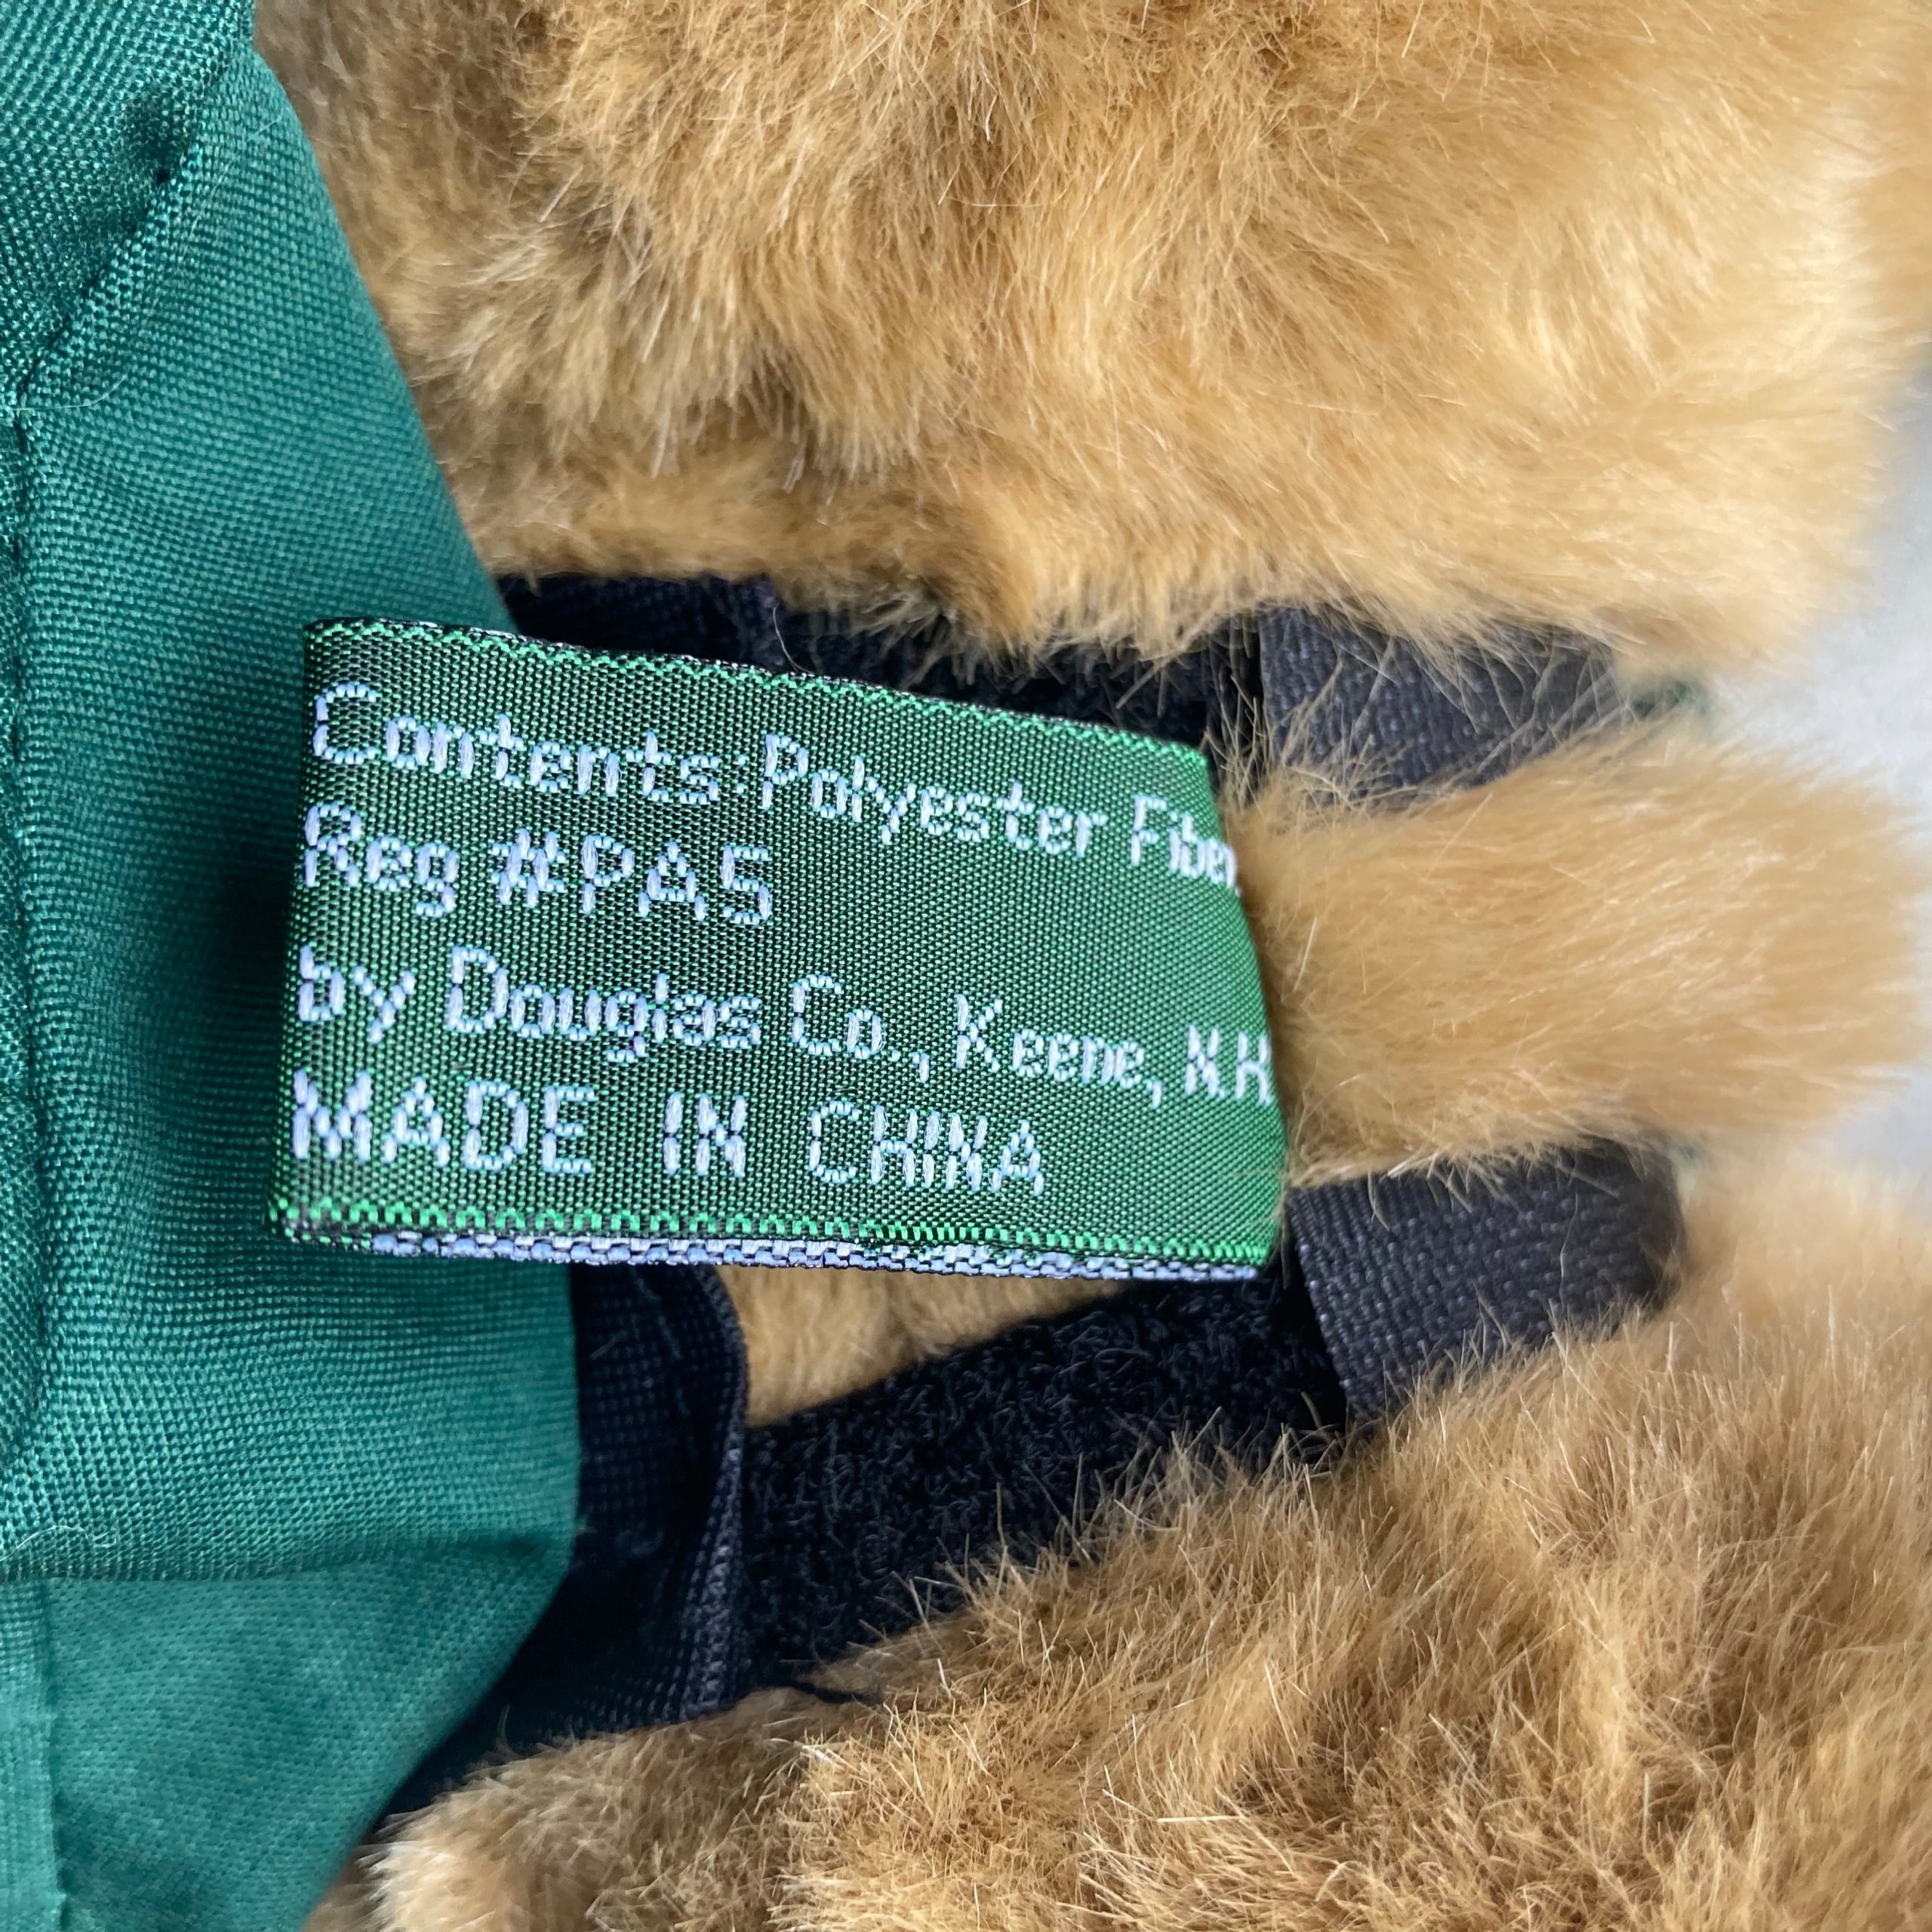 Contents: Polyester Fiber
Reg #PA5
by Douglas Co., Keene, N.H.
MADE IN CHINA